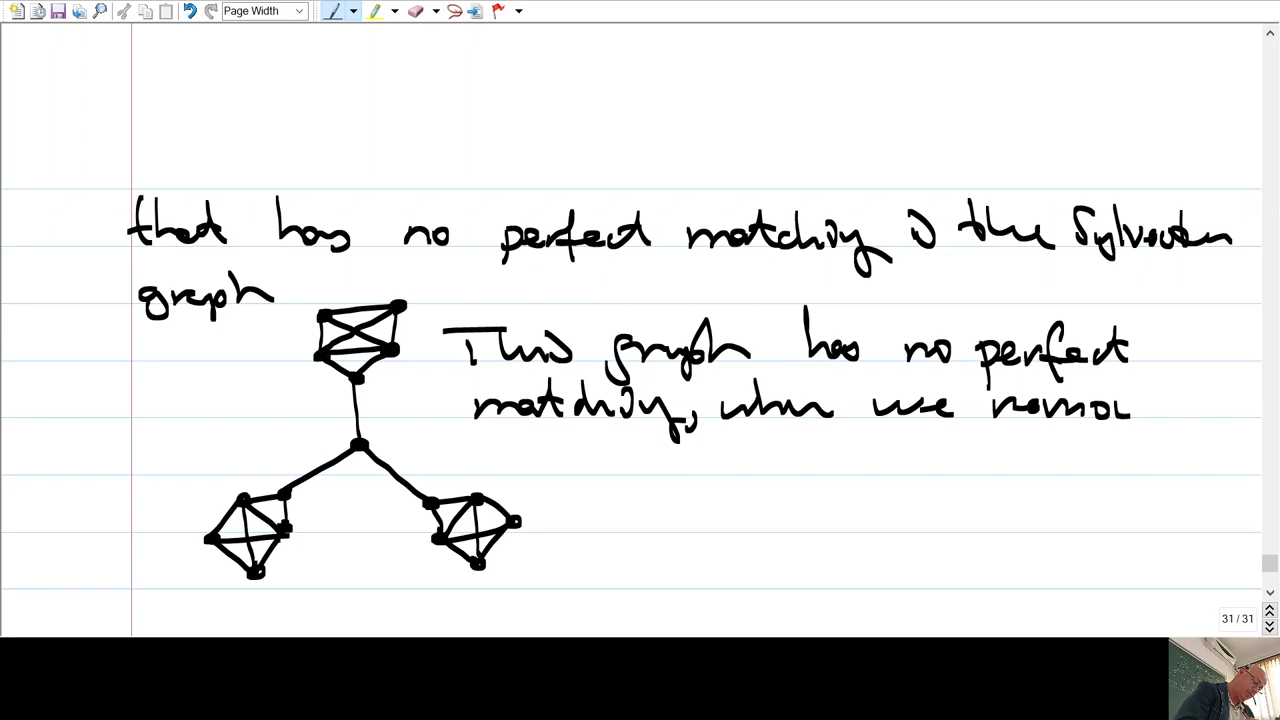 Page Width
that has no perfect matching is the Sylvester
graph
This graph has no perfect
matching, when we remov
31 / 31